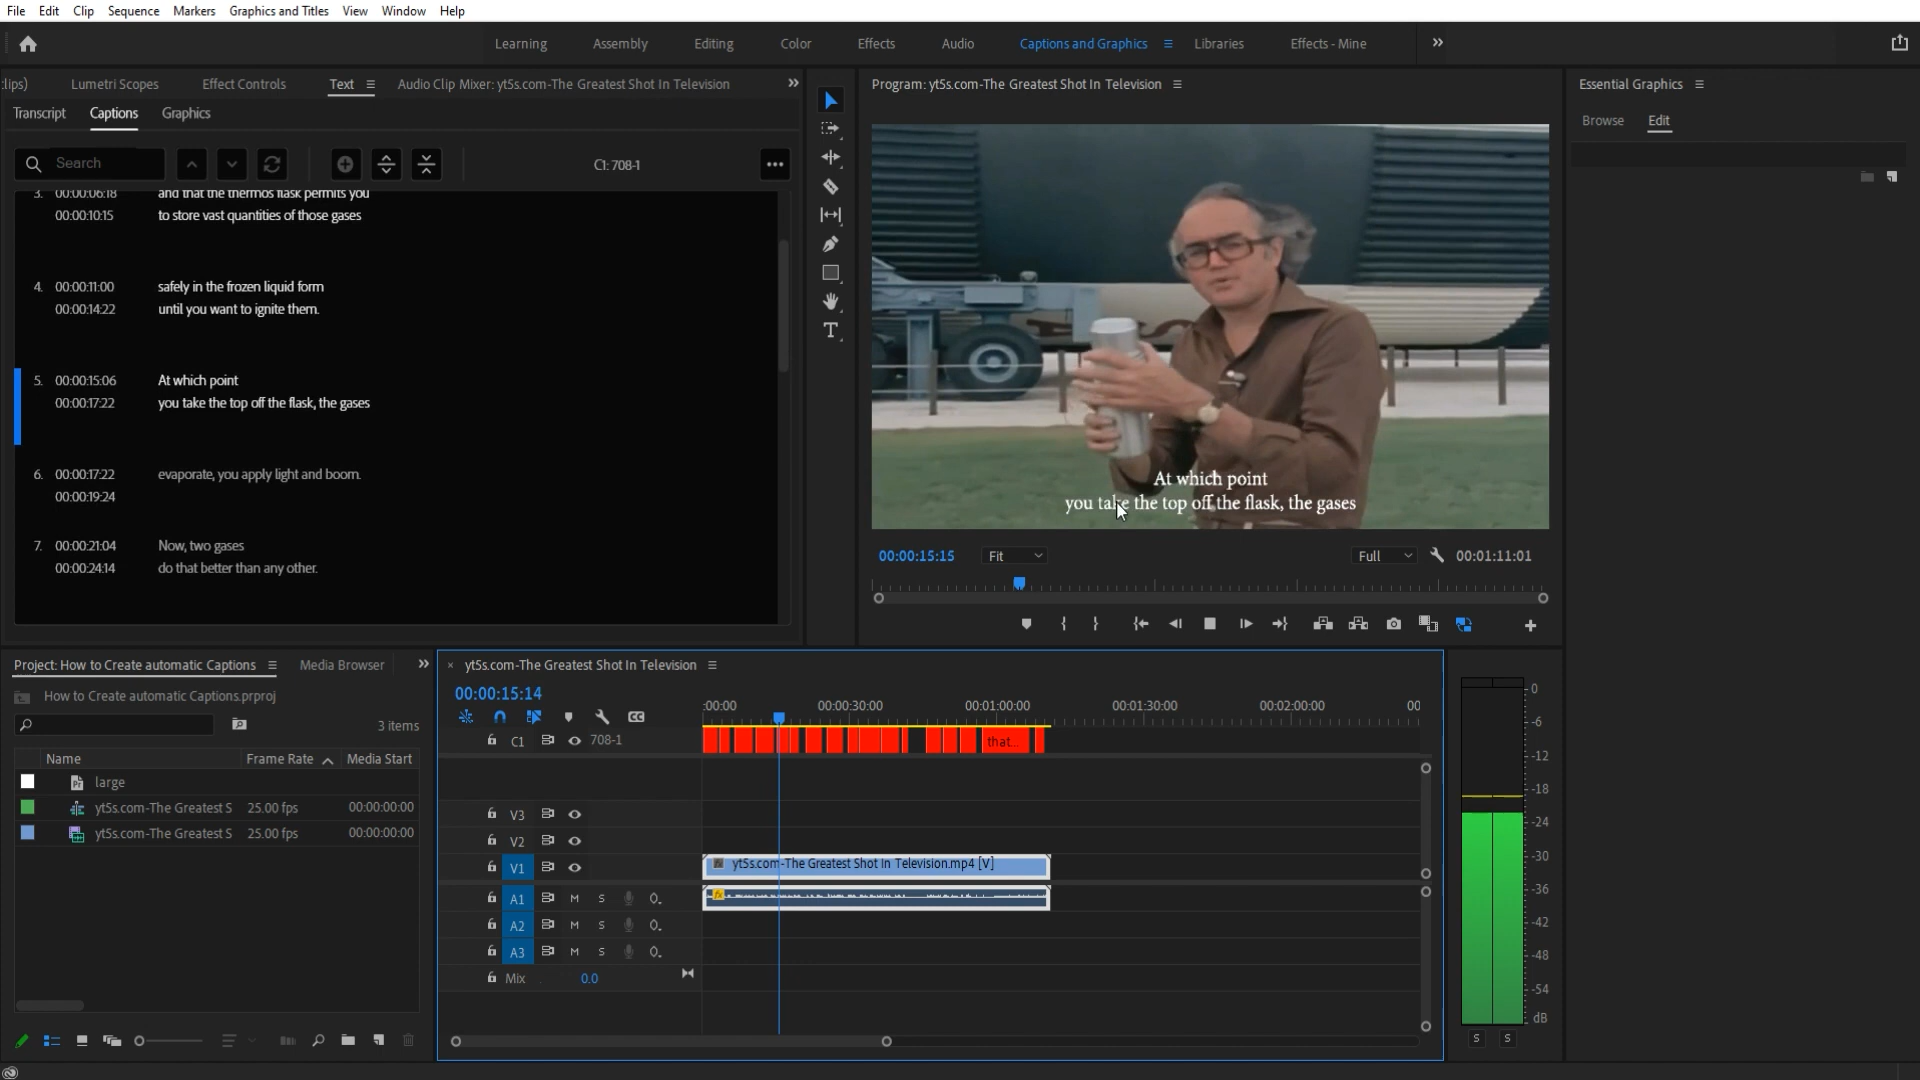 File Edit Clip Sequence Markers Graphics and Titles View Window Help
Learning Assembly Editing Color Effects Audio Captions and Graphics Libraries Effects - Mine
:lips) Lumetri Scopes Effect Controls Text Audio Clip Mixer: yt5s.com-The Greatest Shot In Television
Transcript Captions Graphics
Search
C1: 708-1
3. 00:00:06:18 and that the thermos flask permits you
00:00:10:15 to store vast quantities of those gases
4. 00:00:11:00 safely in the frozen liquid form
00:00:14:22 until you want to ignite them.
5. 00:00:15:06 At which point
00:00:17:22 you take the top off the flask, the gases
6. 00:00:17:22 evaporate, you apply light and boom.
00:00:19:24
7. 00:00:21:04 Now, two gases
00:00:24:14 do that better than any other.
Program: yt5s.com-The Greatest Shot In Television
At which point
you take the top off the flask, the gases
00:00:15:15 Fit Full 00:01:11:01
Essential Graphics
Browse Edit
Project: How to Create automatic Captions Media Browser
How to Create automatic Captions.prproj
3 items
Name Frame Rate Media Start
large
yt5s.com-The Greatest S 25.00 fps 00:00:00:00
yt5s.com-The Greatest S 25.00 fps 00:00:00:00
× yt5s.com-The Greatest Shot In Television
00:00:15:14
:00:00 00:00:30:00 00:01:00:00 00:01:30:00 00:02:00:00 00
C1 708-1 that...
V3
V2
V1 yt5s.com-The Greatest Shot In Television.mp4 [V]
A1 M S
A2 M S
A3 M S
Mix 0.0
0
-6
-12
-18
-24
-30
-36
-42
-48
-54
dB
S S